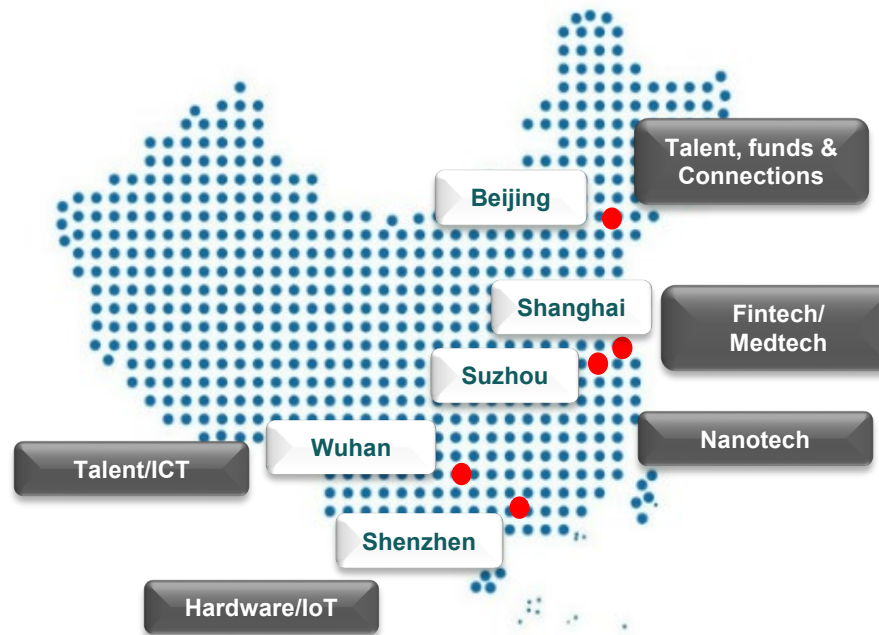 Talent, funds &
Connections
Beijing
Shanghai
Fintech/
Medtech
Suzhou
Nanotech
Wuhan
Talent/ICT
Shenzhen
Hardware/IoT